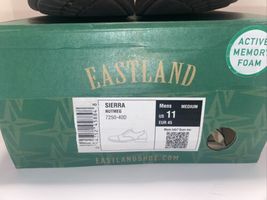 ACTIVE
MEMORY
FOAM
EASTLAND
SIERRA
NUTMEG
7250-40D
Mens MEDIUM
US 11
EUR 45
EASTLANDSHOE.COM